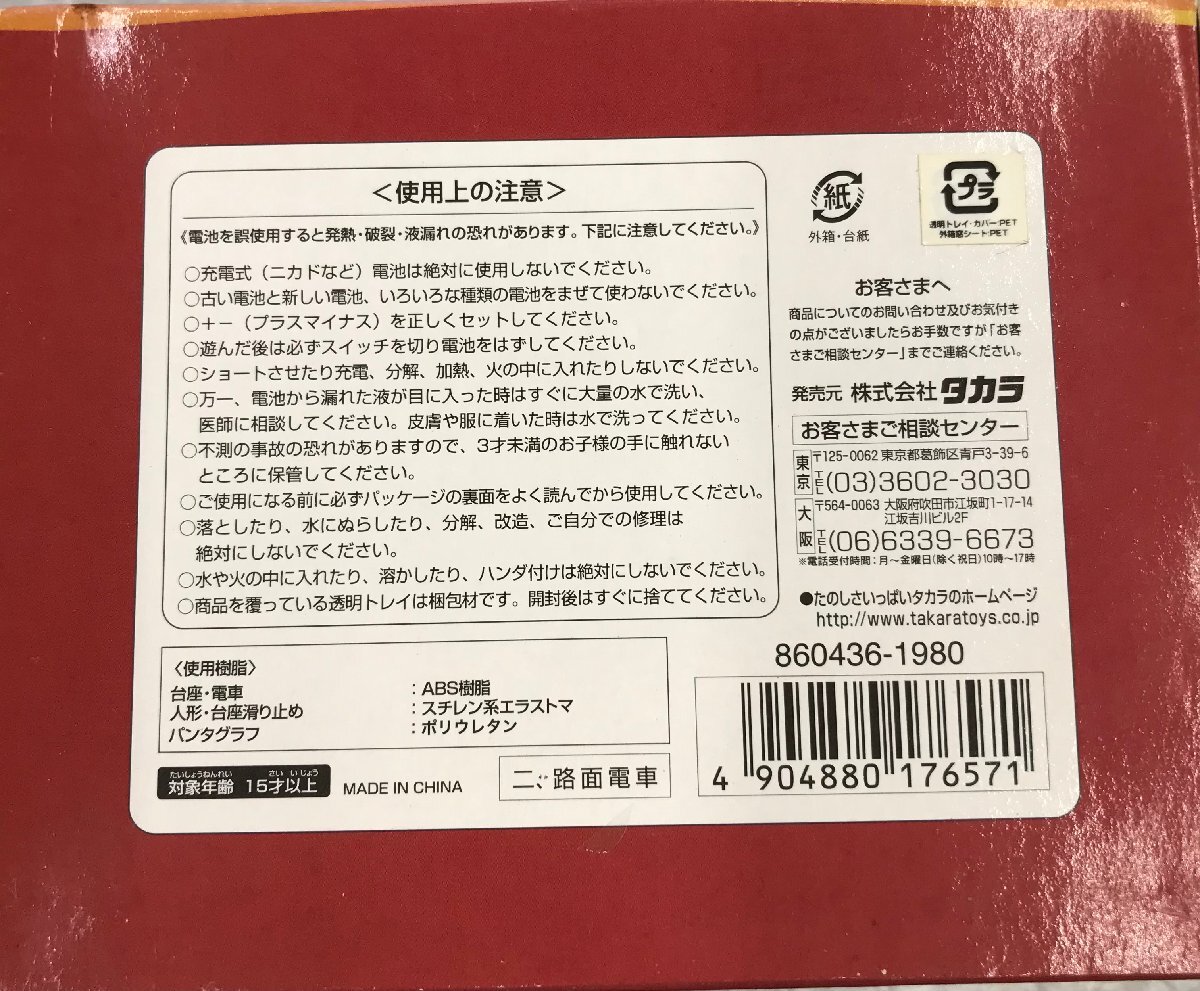 ＜使用上の注意＞
《電池を誤使用すると発熱・破裂・液漏れの恐れがあります。下記に注意してください。》
○充電式（ニカドなど）電池は絶対に使用しないでください。
○古い電池と新しい電池、いろいろな種類の電池をまぜて使わないでください。
○＋－（プラスマイナス）を正しくセットしてください。
○遊んだ後は必ずスイッチを切り電池をはずしてください。
○ショートさせたり充電、分解、加熱、火の中に入れたりしないでください。
○万一、電池から漏れた液が目に入った時はすぐに大量の水で洗い、
医師に相談してください。皮膚や服に着いた時は水で洗ってください。
○不測の事故の恐れがありますので、3才未満のお子様の手に触れない
ところに保管してください。
○ご使用になる前に必ずパッケージの裏面をよく読んでから使用してください。
○落としたり、水にぬらしたり、分解、改造、ご自分での修理は
絶対にしないでください。
○水や火の中に入れたり、溶かしたり、ハンダ付けは絶対にしないでください。
○商品を覆っている透明トレイは梱包材です。開封後はすぐに捨ててください。
〈使用樹脂〉
台座・電車 ：ABS樹脂
人形・台座滑り止め ：スチレン系エラストマ
パンタグラフ ：ポリウレタン
たいしょうねんれい さい いじょう
対象年齢 15才以上
MADE IN CHINA
二、路面電車
紙
外箱・台紙
プラ
透明トレイ・カバー:PET
外箱窓シート:PET
お客さまへ
商品についてのお問い合わせ及びお気付き
の点がございましたらお手数ですが「お客
さまご相談センター」までご連絡ください。
発売元 株式会社 タカラ
お客さまご相談センター
東京 〒125-0062 東京都葛飾区青戸3-39-6
TEL (03)3602-3030
大阪 〒564-0063 大阪府吹田市江坂町1-17-14
江坂吉川ビル2F
TEL (06)6339-6673
※電話受付時間：月〜金曜日(除く祝日)10時〜17時
●たのしさいっぱいタカラのホームページ
http://www.takaratoys.co.jp
860436-1980
4 904880 176571